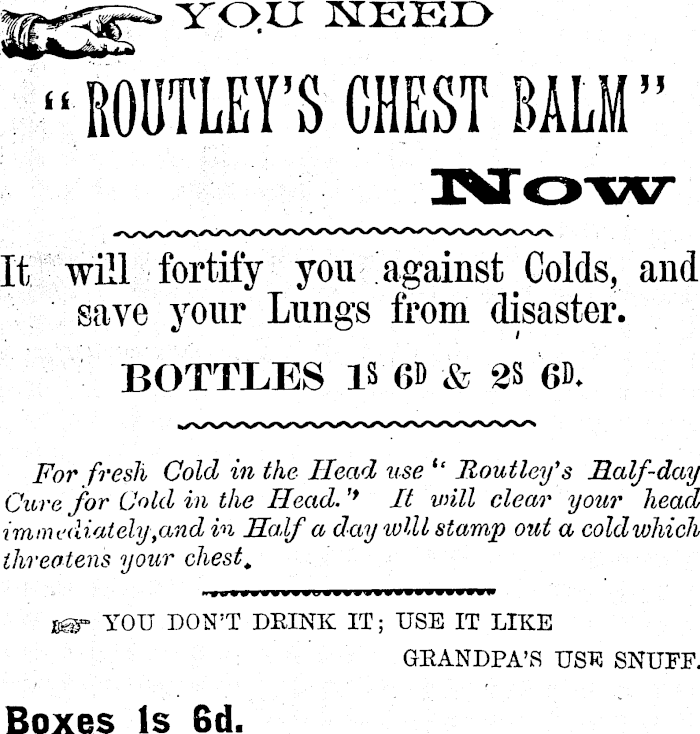 YOU NEED
"ROUTLEY'S CHEST BALM"
NOW
It will fortify you against Colds, and
save your Lungs from disaster.
BOTTLES 1S 6D & 2S 6D.
For fresh Cold in the Head use "Routley's Half-day
Cure for Cold in the Head." It will clear your head
immediately, and in Half a day will stamp out a cold which
threatens your chest.
YOU DON'T DRINK IT; USE IT LIKE
GRANDPA'S USE SNUFF.
Boxes 1s 6d.